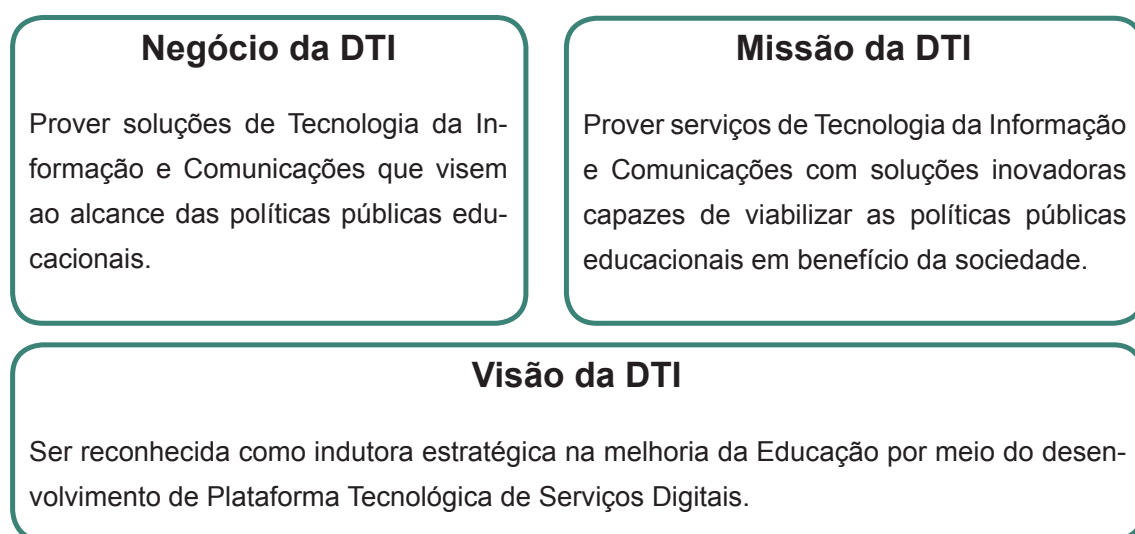 Negócio da DTI
Prover soluções de Tecnologia da In-
formação e Comunicações que visem
ao alcance das políticas públicas edu-
cacionais.
Missão da DTI
Prover serviços de Tecnologia da Informação
e Comunicações com soluções inovadoras
capazes de viabilizar as políticas públicas
educacionais em benefício da sociedade.
Visão da DTI
Ser reconhecida como indutora estratégica na melhoria da Educação por meio do desen-
volvimento de Plataforma Tecnológica de Serviços Digitais.